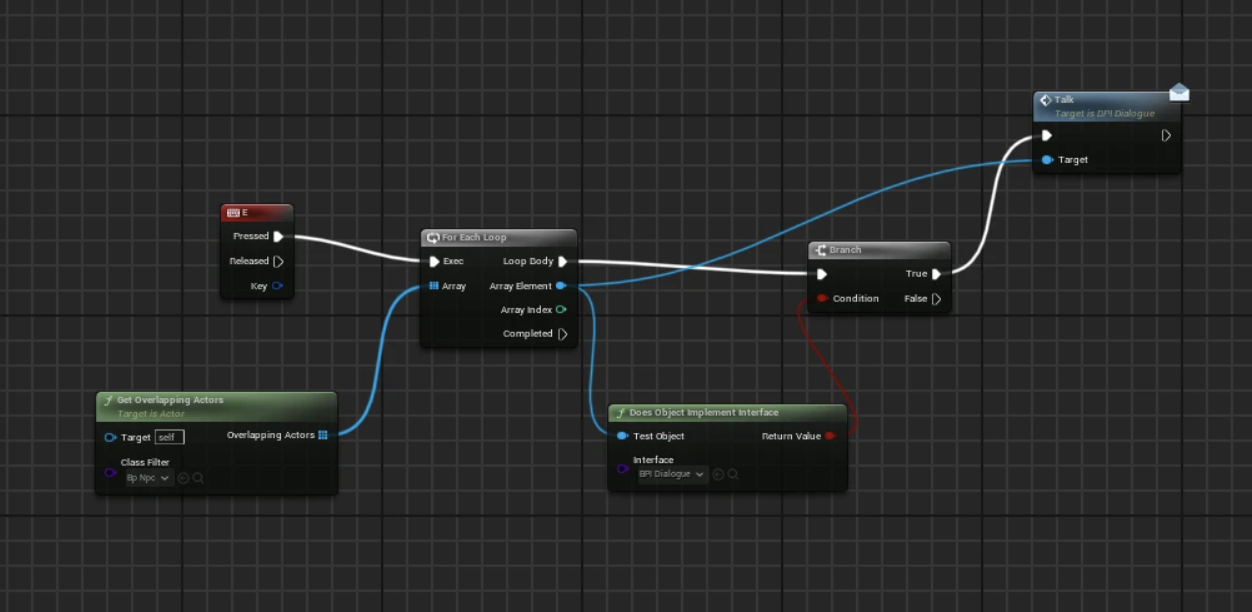 Talk
Target is BPI Dialogue
Target
E
Pressed
Released
Key
For Each Loop
Exec
Loop Body
Array
Array Element
Array Index
Completed
Branch
True
Condition
False
Get Overlapping Actors
Target is Actor
Target
self
Overlapping Actors
Class Filter
Bp Npc
Does Object Implement Interface
Test Object
Return Value
Interface
BPI Dialogue